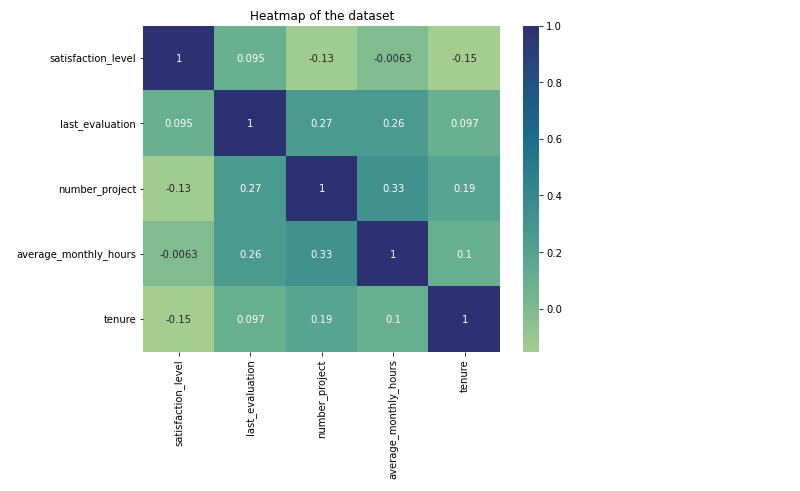 Heatmap of the dataset
satisfaction_level 1 0.095 -0.13 -0.0063 -0.15
last_evaluation 0.095 1 0.27 0.26 0.097
number_project -0.13 0.27 1 0.33 0.19
average_monthly_hours -0.0063 0.26 0.33 1 0.1
tenure -0.15 0.097 0.19 0.1 1
satisfaction_level
last_evaluation
number_project
average_monthly_hours
tenure
1.0
0.8
0.6
0.4
0.2
0.0